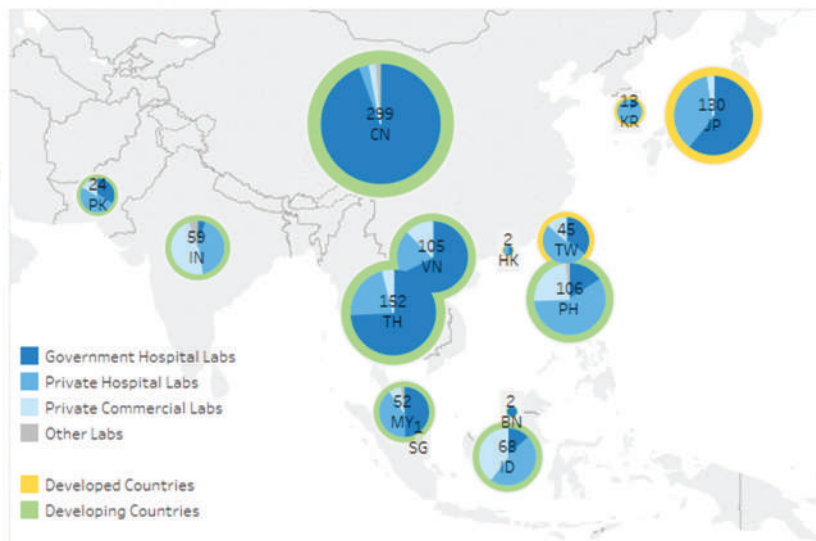 299
CN
13
KR
130
JP
24
PK
59
IN
105
VN
2
HK
45
TW
152
TH
106
PH
52
MY
1
SG
2
BN
68
ID
Government Hospital Labs
Private Hospital Labs
Private Commercial Labs
Other Labs
Developed Countries
Developing Countries